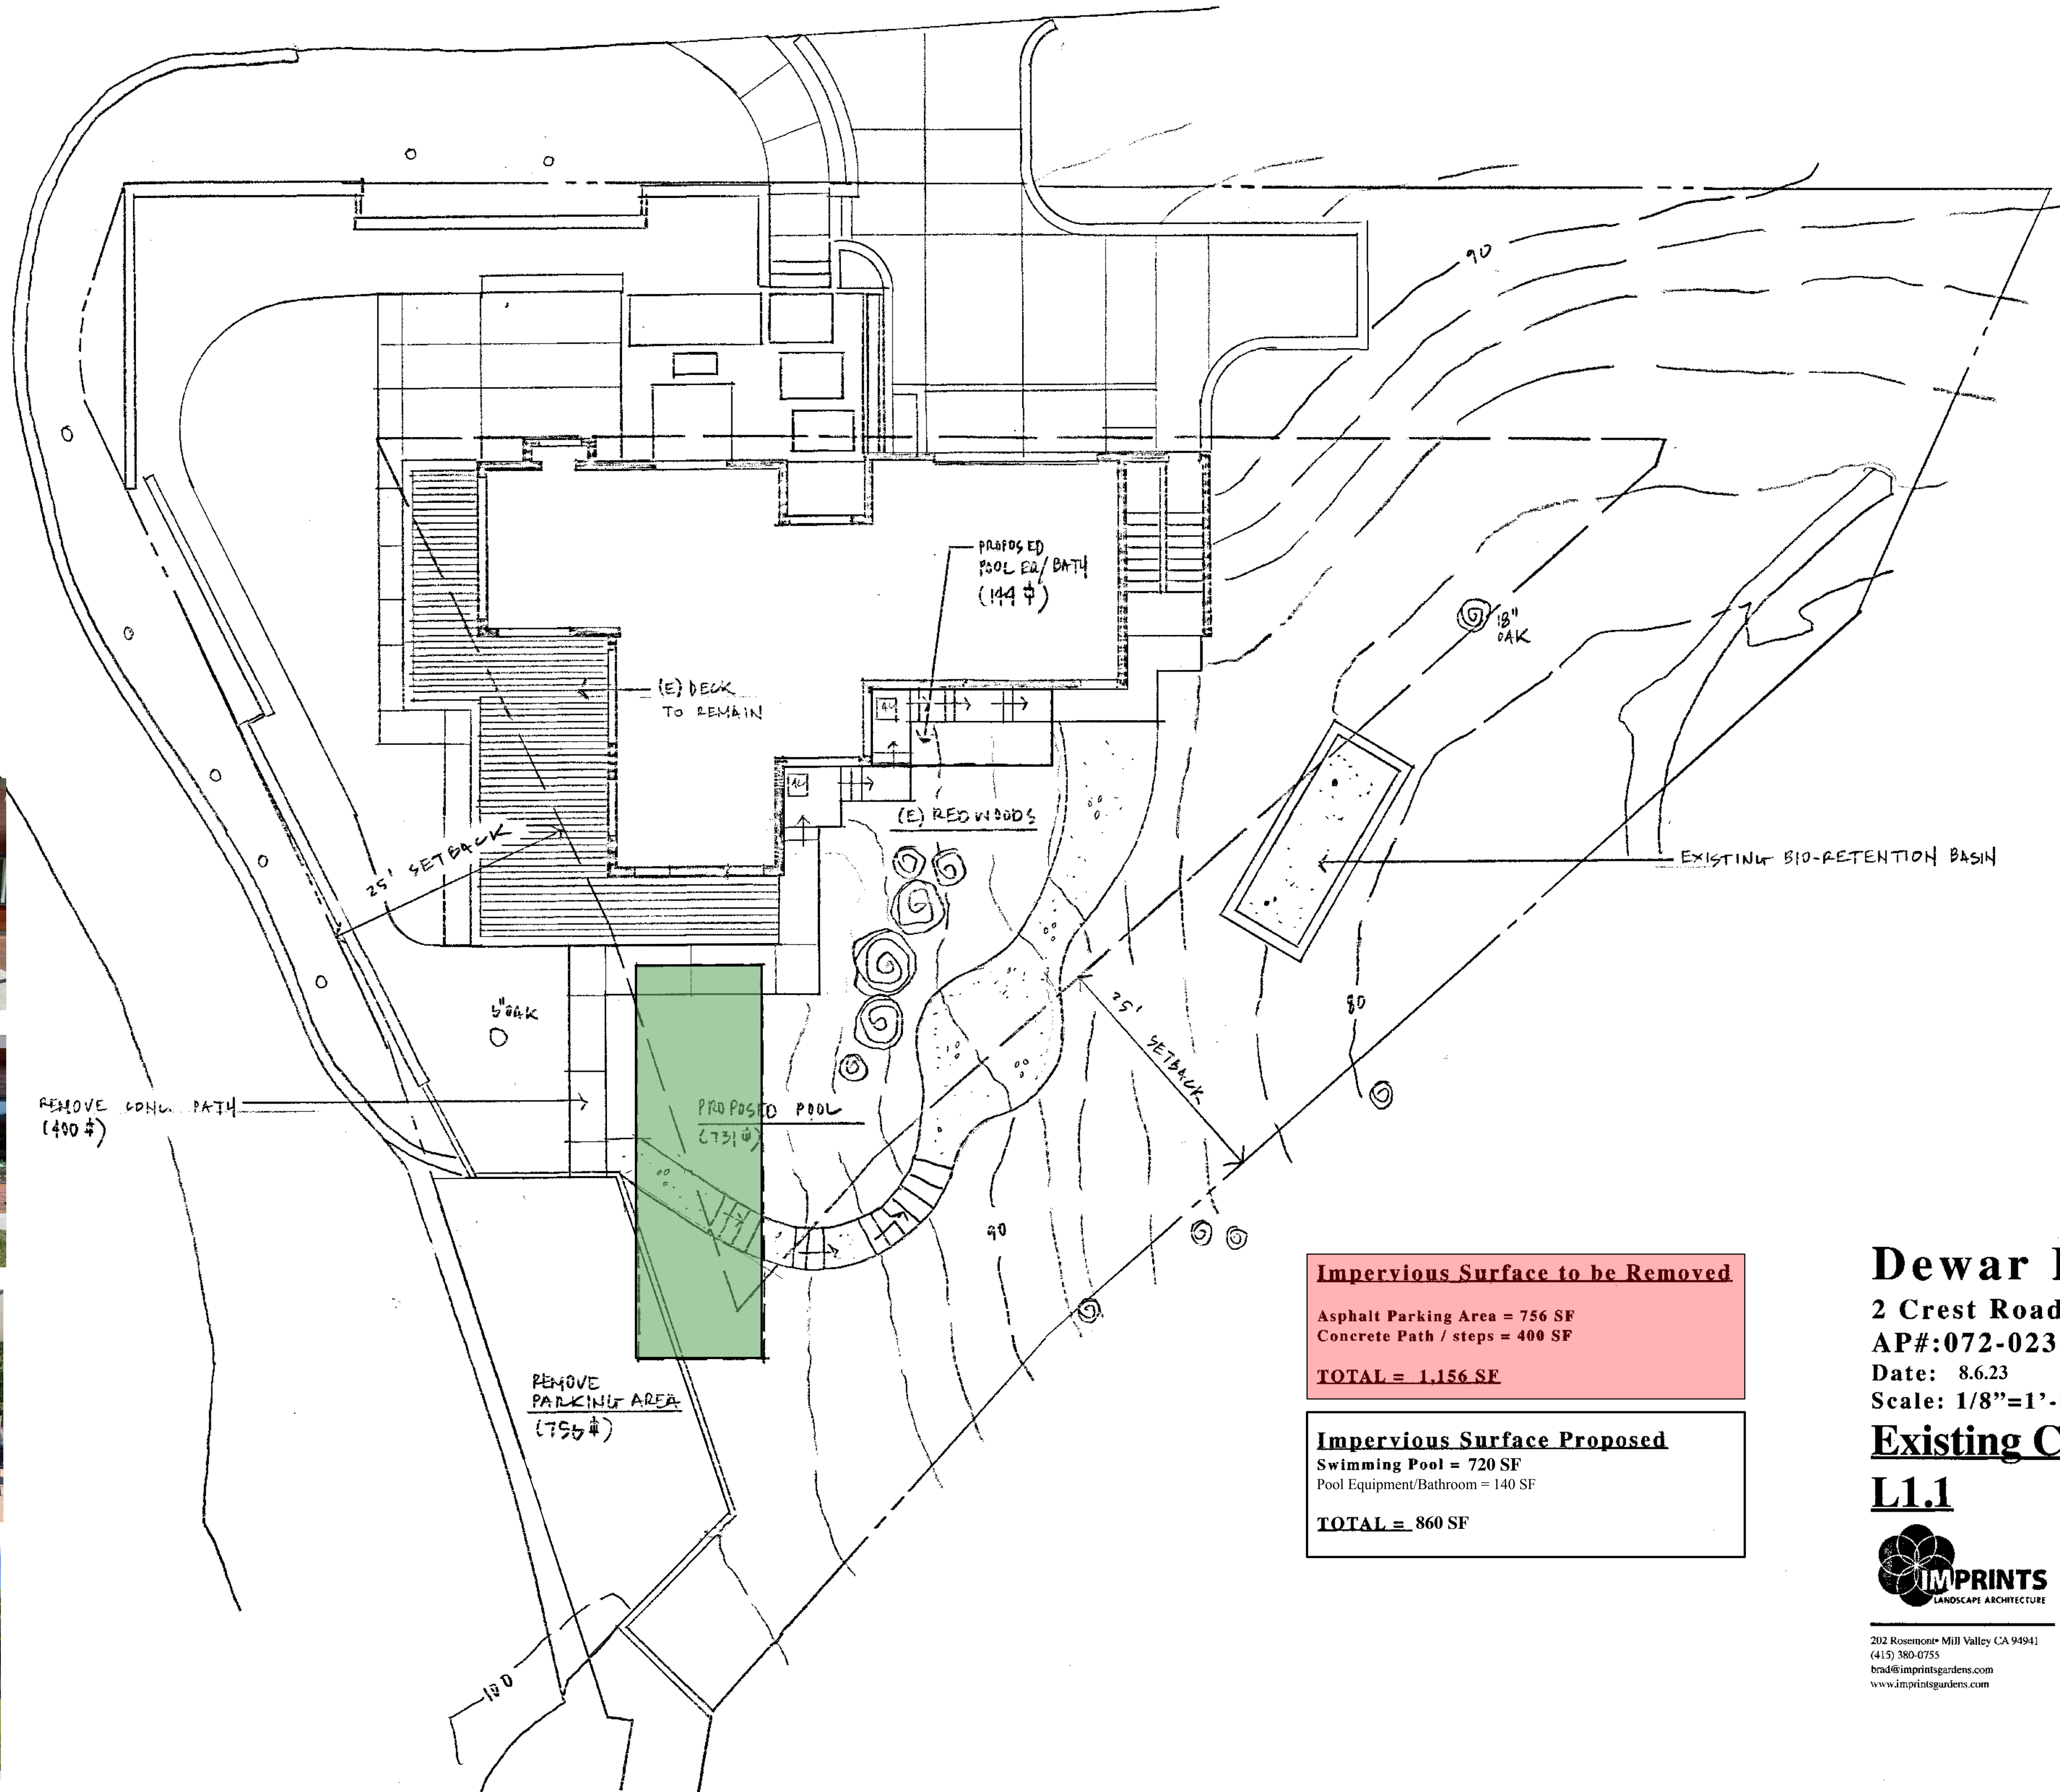 90
PROPOSED
POOL EQ/BATH
(144 ⏍)
18"
OAK
(E) DECK
TO REMAIN
25' SETBACK
(E) REDWOODS
EXISTING BIO-RETENTION BASIN
5" OAK
80
25'
SETBACK
REMOVE CONC. PATH
(400 ⏍)
PROPOSED POOL
(731 ⏍)
90
REMOVE
PARKING AREA
(756 ⏍)
100
Impervious Surface to be Removed
Asphalt Parking Area = 756 SF
Concrete Path / steps = 400 SF
TOTAL = 1,156 SF
Impervious Surface Proposed
Swimming Pool = 720 SF
Pool Equipment/Bathroom = 140 SF
TOTAL = 860 SF
Dewar
2 Crest Road
AP#:072-023
Date: 8.6.23
Scale: 1/8”=1’-
Existing C
L1.1
IMPRINTS
LANDSCAPE ARCHITECTURE
202 Rosemont• Mill Valley CA 94941
(415) 380-0755
brad@imprintsgardens.com
www.imprintsgardens.com